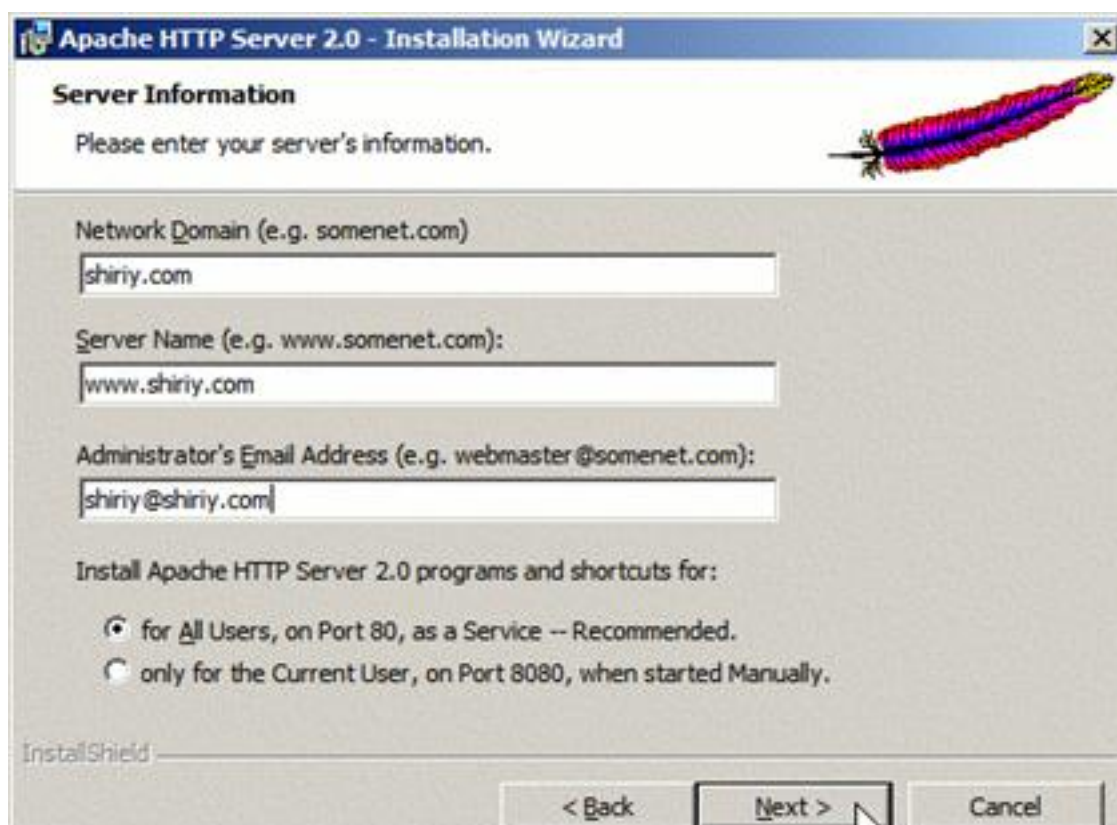 Apache HTTP Server 2.0 - Installation Wizard
Server Information
Please enter your server's information.
Network Domain (e.g. somenet.com)
shiriy.com
Server Name (e.g. www.somenet.com):
www.shiriy.com
Administrator's Email Address (e.g. webmaster@somenet.com):
shiriy@shiriy.com
Install Apache HTTP Server 2.0 programs and shortcuts for:
for All Users, on Port 80, as a Service -- Recommended.
only for the Current User, on Port 8080, when started Manually.
InstallShield
< Back Next > Cancel